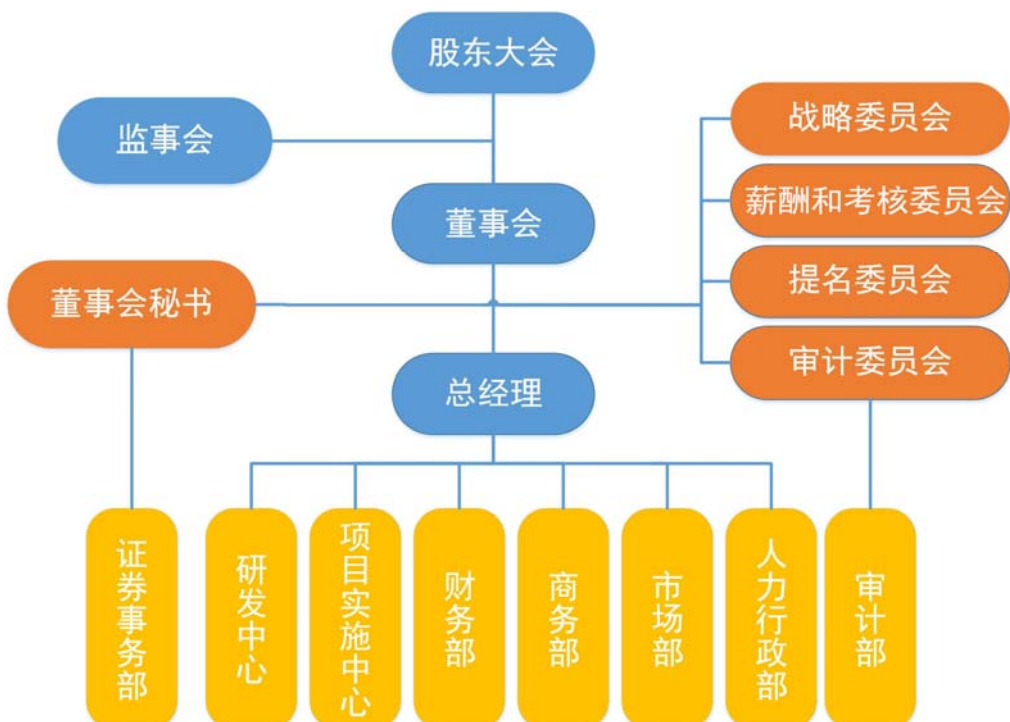 股东大会
监事会
战略委员会
薪酬和考核委员会
董事会
提名委员会
董事会秘书
审计委员会
总经理
证券事务部
研发中心
项目实施中心
财务部
商务部
市场部
人力行政部
审计部